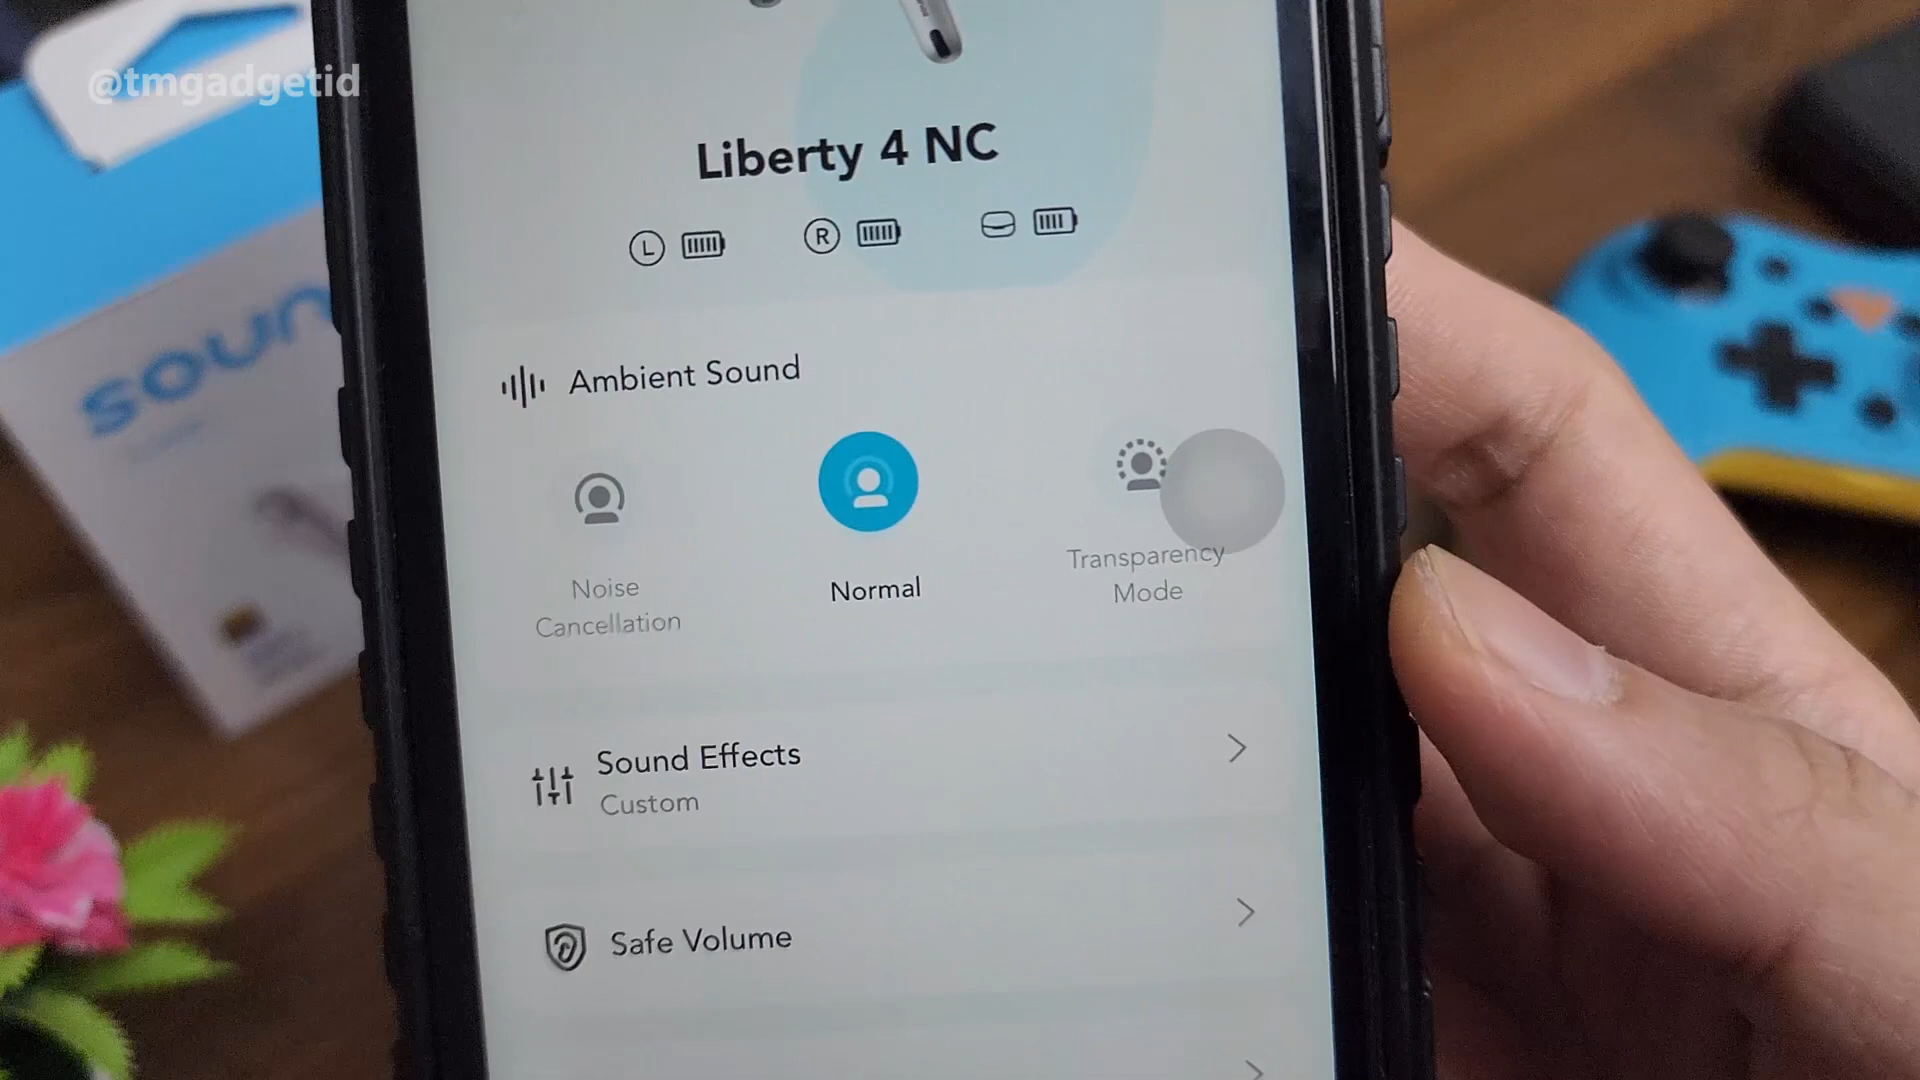 @tmgadgetid
soun
Liberty 4 NC
L
R
Ambient Sound
Noise
Cancellation
Normal
Transparency
Mode
Sound Effects
Custom
Safe Volume